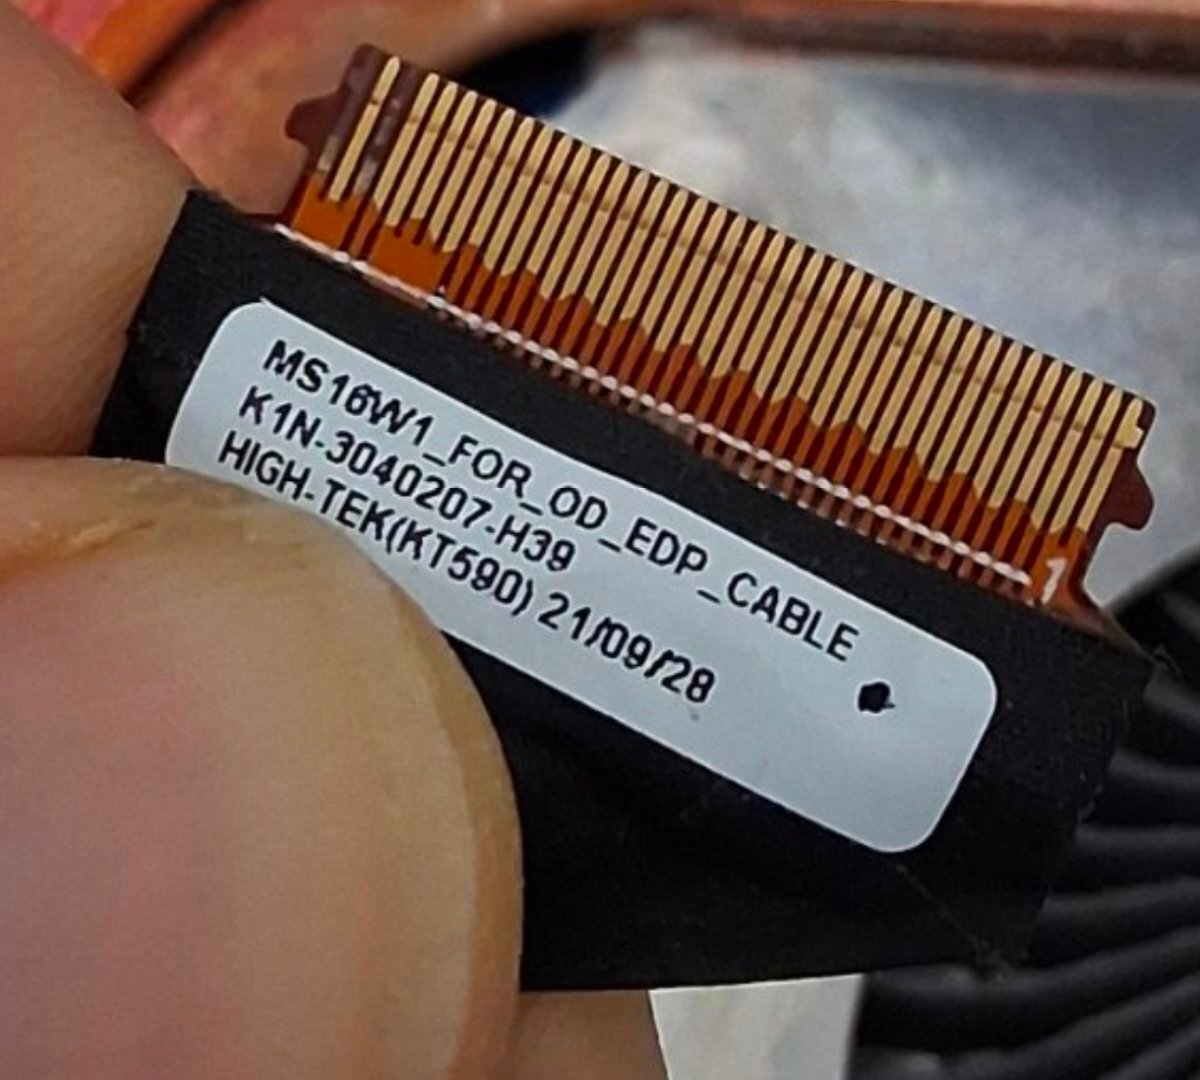 MS16W1_FOR_OD_EDP_CABLE
K1N-3040207-H39
HIGH-TEK(KT590) 21/09/28
1